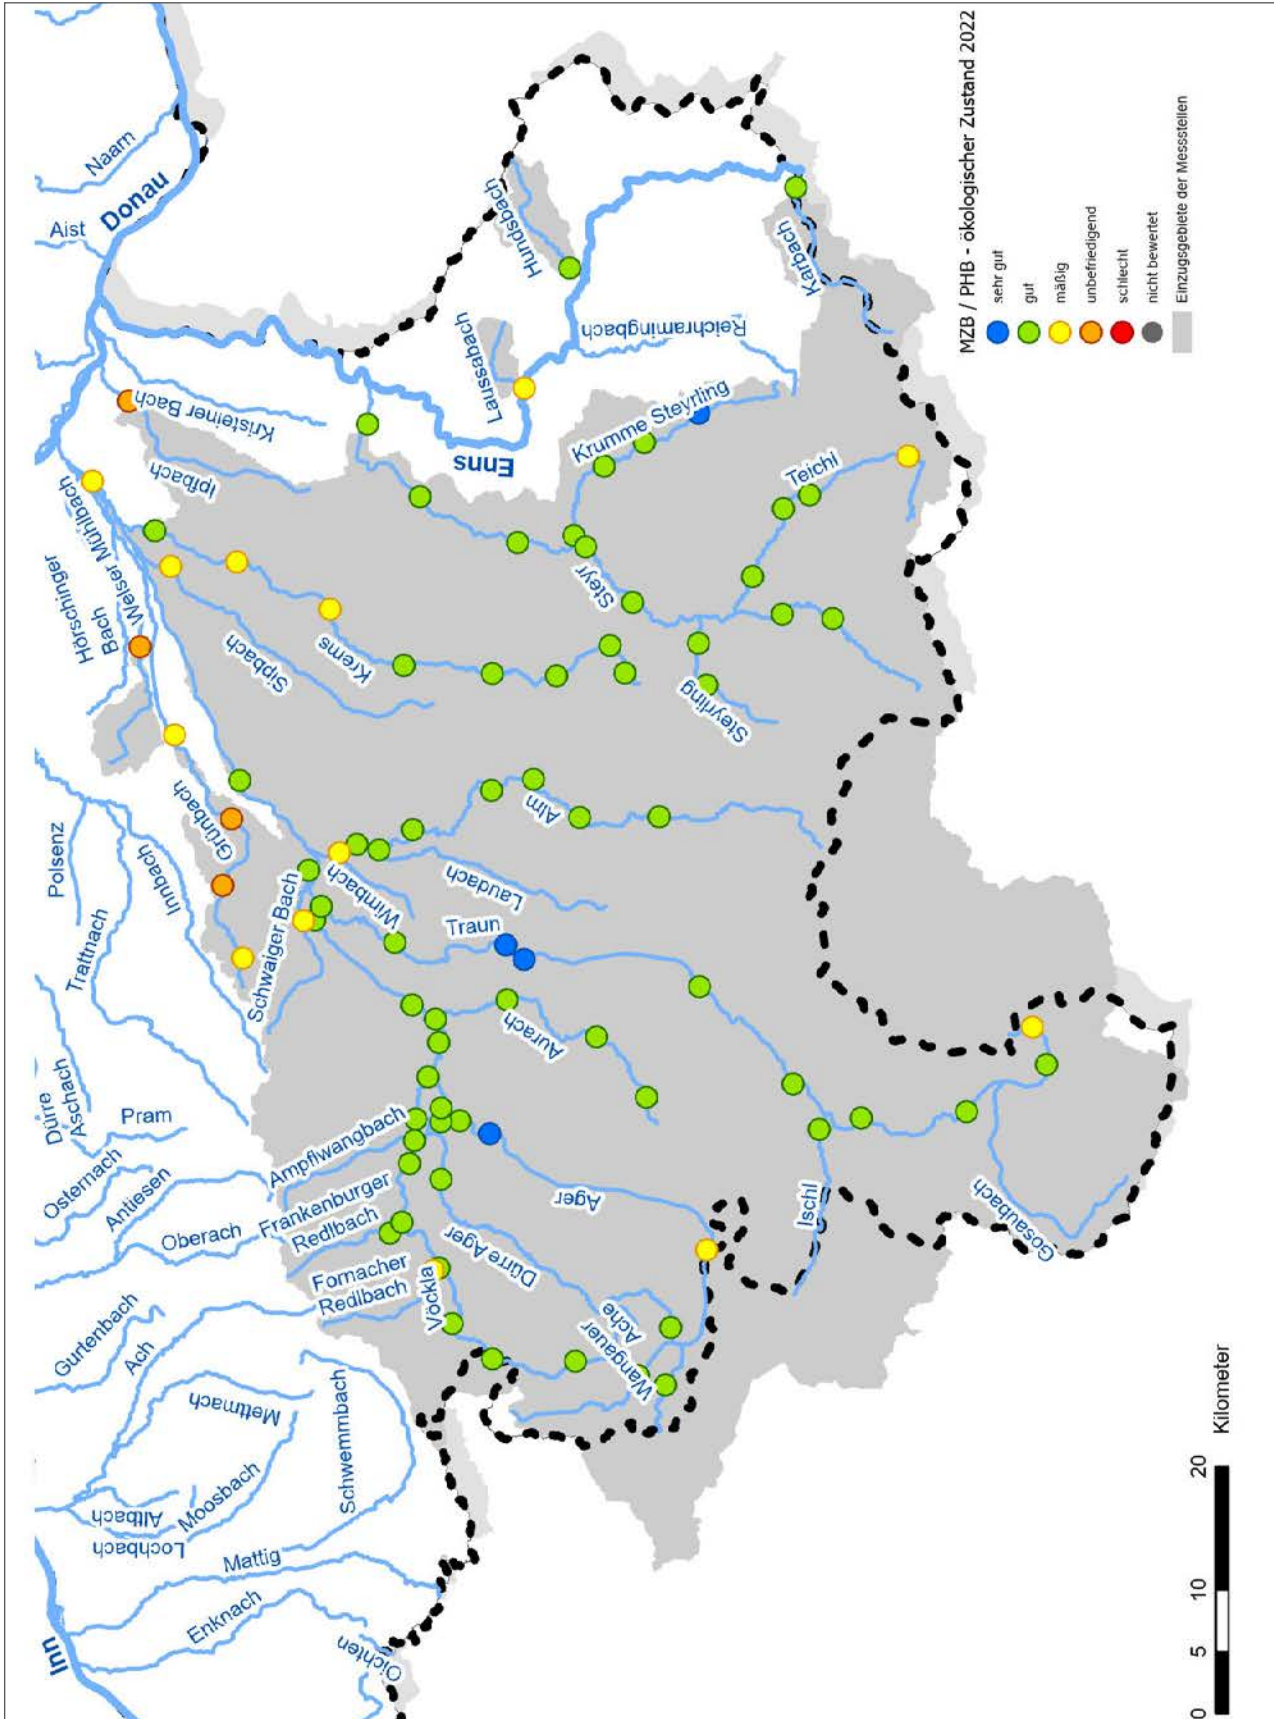 Inn
Enknach
Oichten
Mattig
Lochbach
Altbach
Moosbach
Mettmach
Schwemmbach
Ach
Gurtenbach
Oberach
Antiesen
Osternach
Pram
Dürre
Aschach
Trattnach
Polsenz
Innbach
Aist
Naarn
Donau
Fornacher
Redlbach
Frankenburger
Redlbach
Ampflwangbach
Vöckla
Dürre Ager
Wangauer
Ache
Ager
Ischl
Gosaubach
Aurach
Traun
Schwaiger Bach
Wimbach
Laudach
Alm
Grünbach
Hörschinger
Bach
Welser Mühlbach
Sipbach
Krems
Ipfbach
Kristeiner Bach
Steyr
Steyrling
Teichl
Krumme Steyrling
Enns
Laussabach
Reichramingbach
Hundsbach
Karbach
MZB / PHB - ökologischer Zustand 2022
sehr gut
gut
mäßig
unbefriedigend
schlecht
nicht bewertet
Einzugsgebiete der Messstellen
0 5 10 20
Kilometer